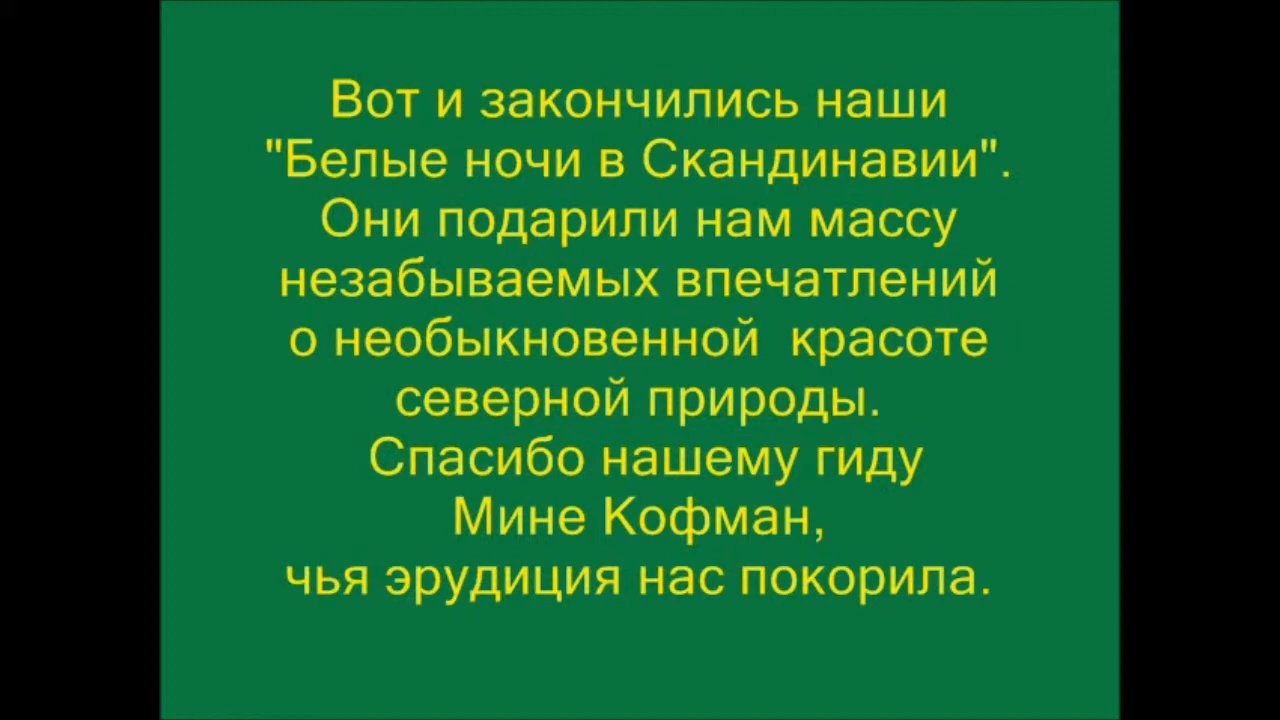 Вот и закончились наши
"Белые ночи в Скандинавии".
Они подарили нам массу
незабываемых впечатлений
о необыкновенной  красоте
северной природы.
Спасибо нашему гиду
Мине Кофман,
чья эрудиция нас покорила.